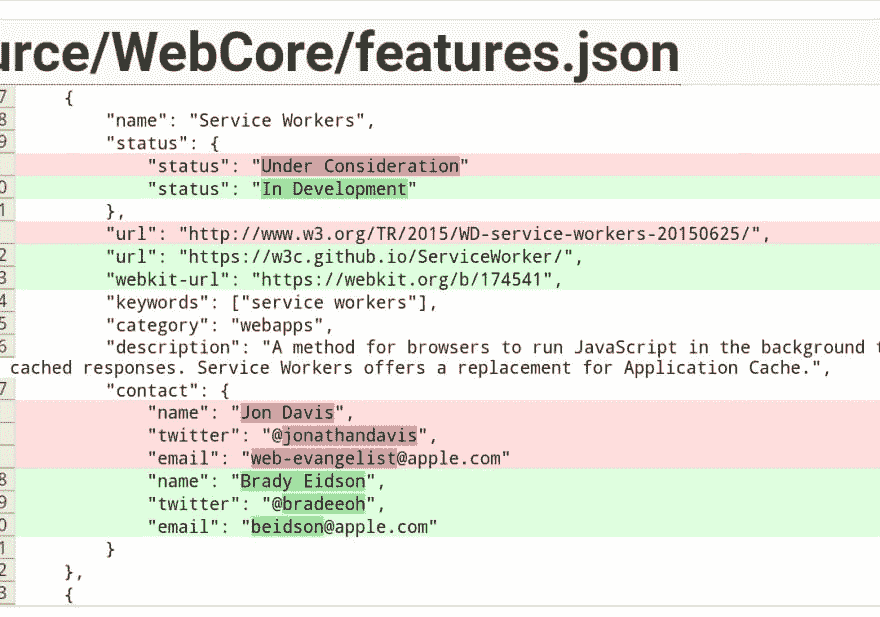 urce/WebCore/features.json
7 {
8 "name": "Service Workers",
9 "status": {
"status": "Under Consideration"
0 "status": "In Development"
1 },
"url": "http://www.w3.org/TR/2015/WD-service-workers-20150625/",
2 "url": "https://w3c.github.io/ServiceWorker/",
3 "webkit-url": "https://webkit.org/b/174541",
4 "keywords": ["service workers"],
5 "category": "webapps",
6 "description": "A method for browsers to run JavaScript in the background t
cached responses. Service Workers offers a replacement for Application Cache.",
7 "contact": {
"name": "Jon Davis",
"twitter": "@jonathandavis",
"email": "web-evangelist@apple.com"
8 "name": "Brady Eidson",
9 "twitter": "@bradeeoh",
0 "email": "beidson@apple.com"
1 }
2 },
3 {